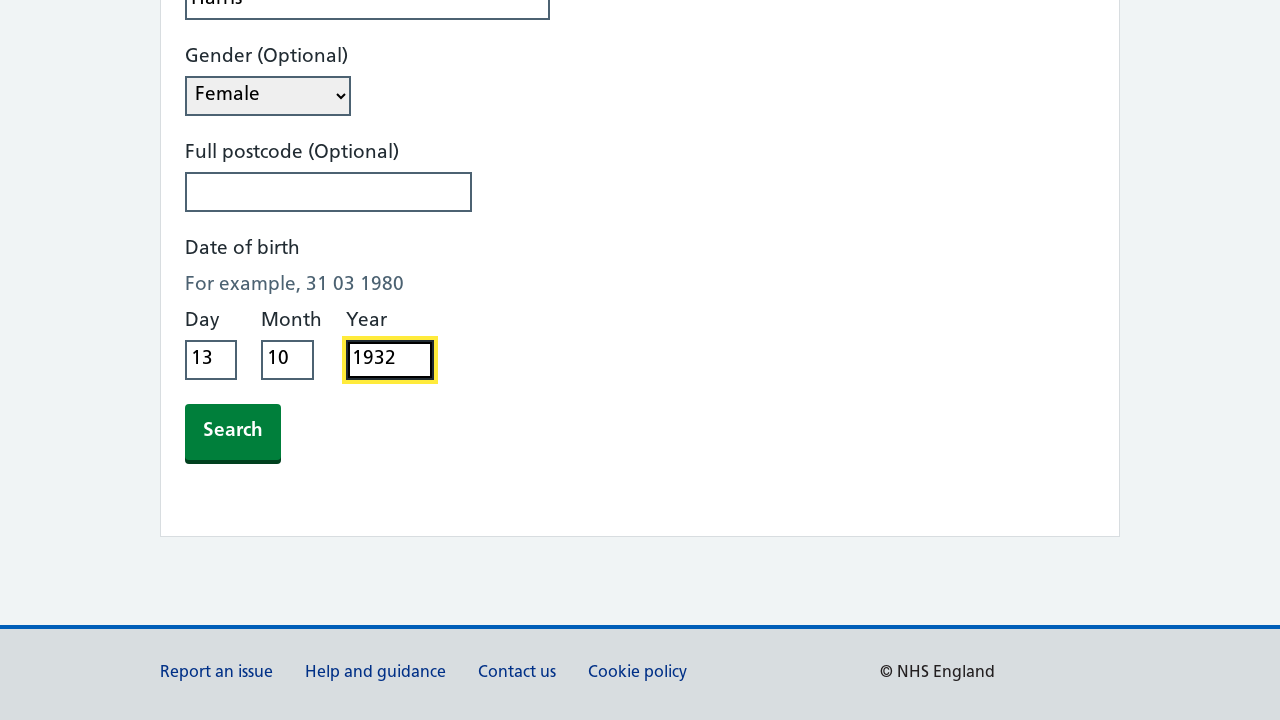 Harris
Gender (Optional)
Female
Full postcode (Optional)
Date of birth
For example, 31 03 1980
Day Month Year
13 10 1932
Search
Report an issue Help and guidance Contact us Cookie policy © NHS England